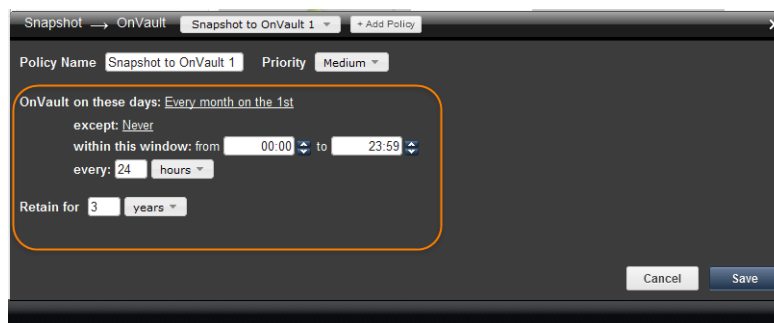 Snapshot → OnVault Snapshot to OnVault 1 + Add Policy
Policy Name Snapshot to OnVault 1 Priority Medium
OnVault on these days: Every month on the 1st
except: Never
within this window: from 00:00 to 23:59
every: 24 hours
Retain for 3 years
Cancel Save